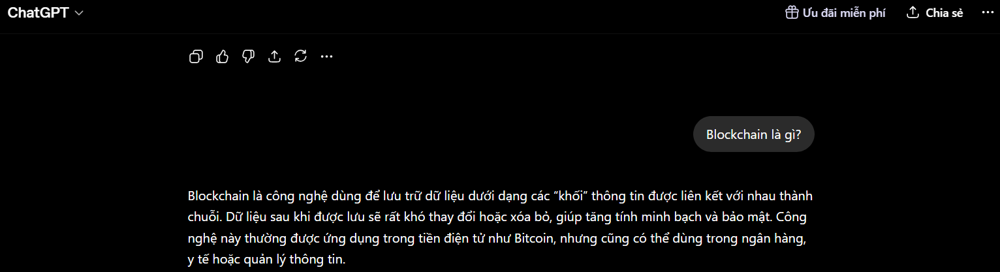 ChatGPT
Ưu đãi miễn phí
Chia sẻ
Blockchain là gì?
Blockchain là công nghệ dùng để lưu trữ dữ liệu dưới dạng các “khối” thông tin được liên kết với nhau thành
chuỗi. Dữ liệu sau khi được lưu sẽ rất khó thay đổi hoặc xóa bỏ, giúp tăng tính minh bạch và bảo mật. Công
nghệ này thường được ứng dụng trong tiền điện tử như Bitcoin, nhưng cũng có thể dùng trong ngân hàng,
y tế hoặc quản lý thông tin.